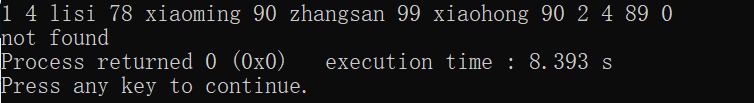 1 4 lisi 78 xiaoming 90 zhangsan 99 xiaohong 90 2 4 89 0
not found
Process returned 0 (0x0)   execution time : 8.393 s
Press any key to continue.